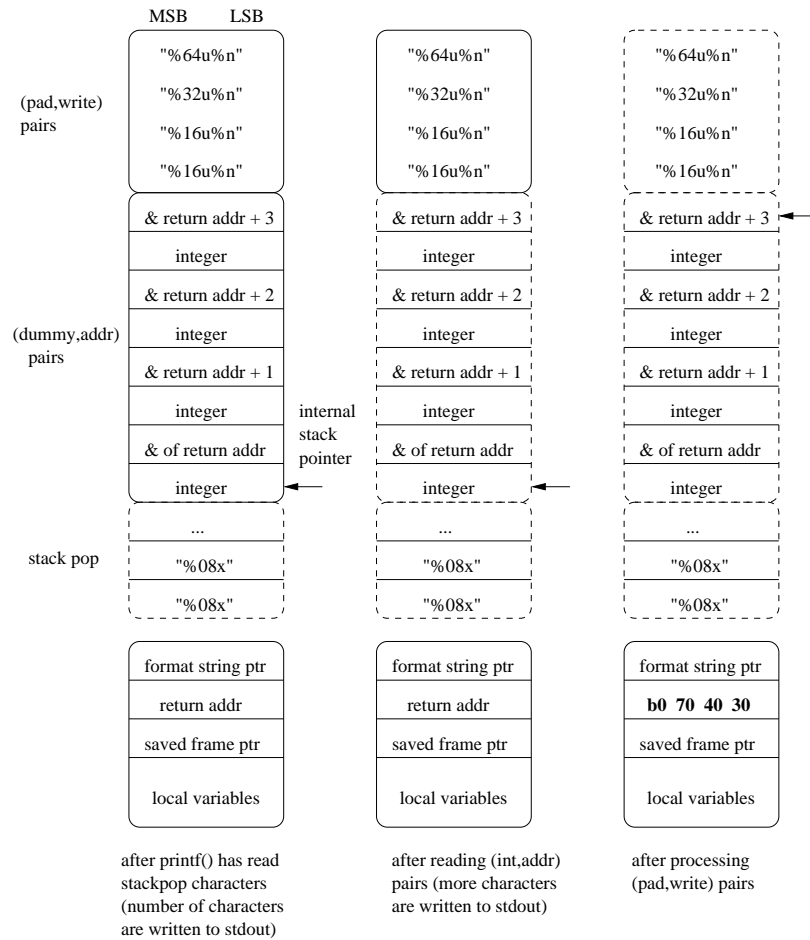 MSB LSB
(pad,write)
pairs
"%64u%n"
"%32u%n"
"%16u%n"
"%16u%n"
(dummy,addr)
pairs
& return addr + 3
integer
& return addr + 2
integer
& return addr + 1
integer
& of return addr
integer
internal
stack
pointer
stack pop
...
"%08x"
"%08x"
format string ptr
return addr
saved frame ptr
local variables
after printf() has read
stackpop characters
(number of characters
are written to stdout)
"%64u%n"
"%32u%n"
"%16u%n"
"%16u%n"
& return addr + 3
integer
& return addr + 2
integer
& return addr + 1
integer
& of return addr
integer
...
"%08x"
"%08x"
format string ptr
return addr
saved frame ptr
local variables
after reading (int,addr)
pairs (more characters
are written to stdout)
"%64u%n"
"%32u%n"
"%16u%n"
"%16u%n"
& return addr + 3
integer
& return addr + 2
integer
& return addr + 1
integer
& of return addr
integer
...
"%08x"
"%08x"
format string ptr
b0 70 40 30
saved frame ptr
local variables
after processing
(pad,write) pairs